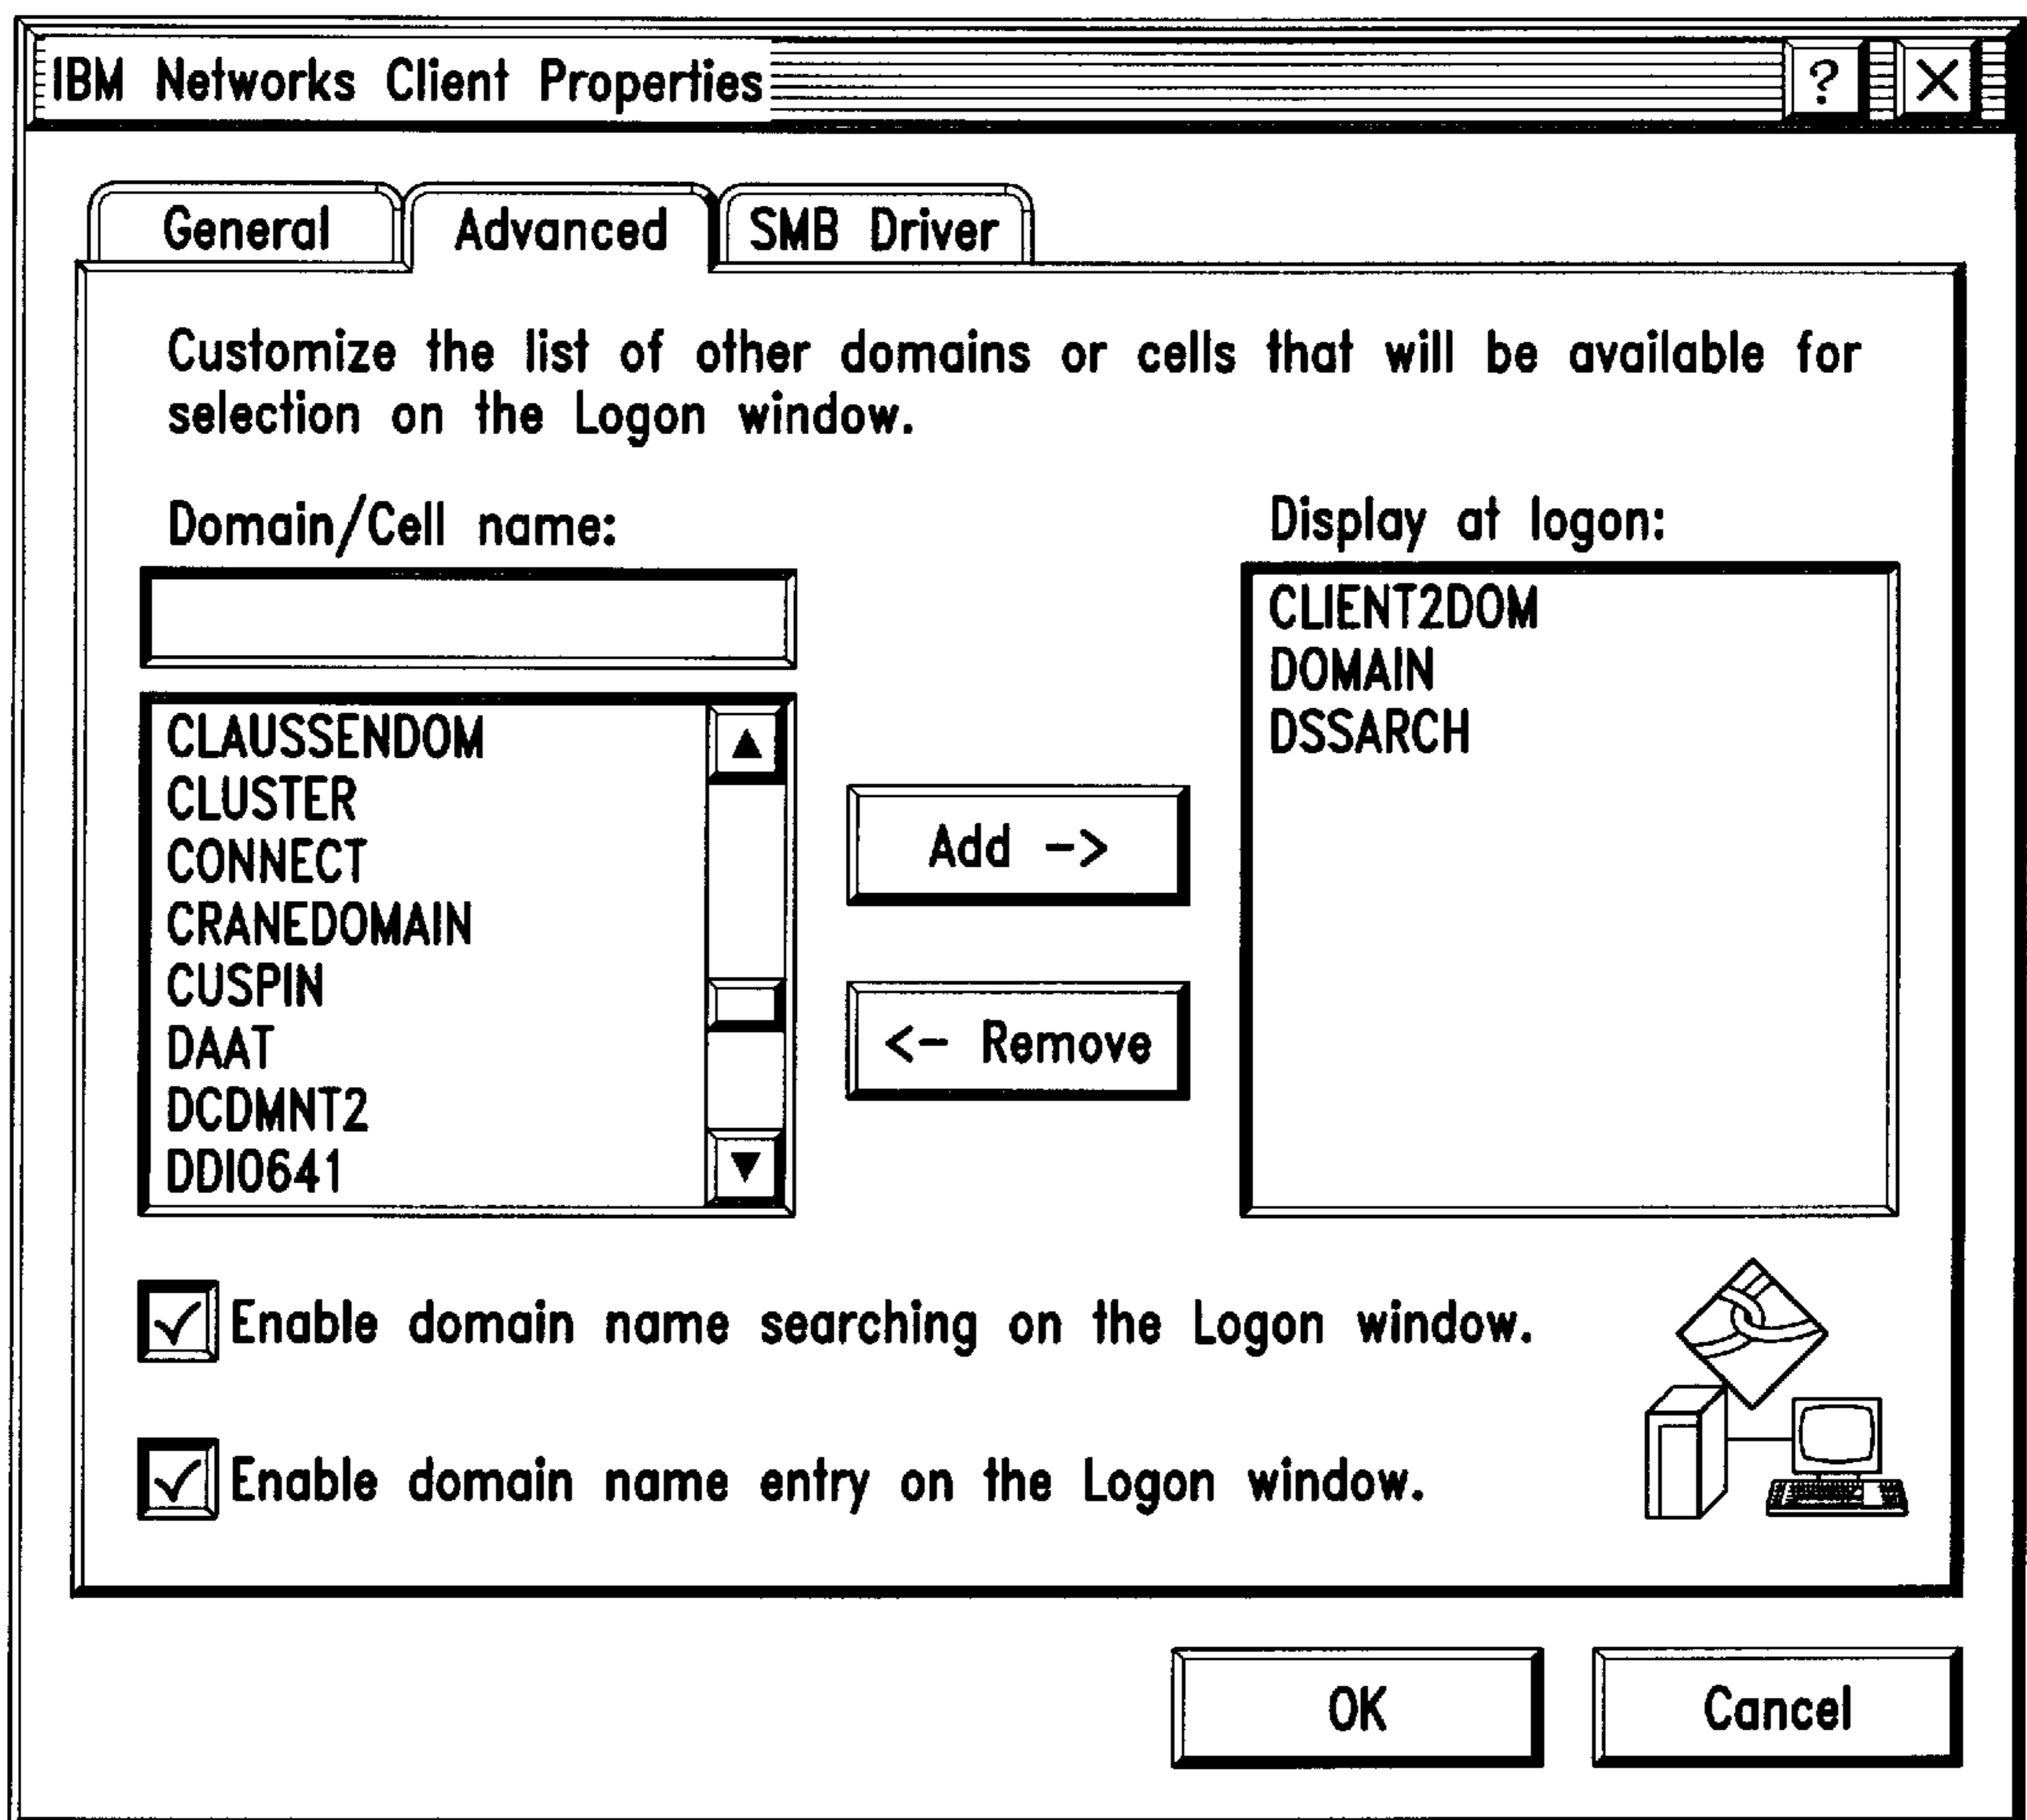 IBM Networks Client Properties
? X
General Advanced SMB Driver
Customize the list of other domains or cells that will be available for
selection on the Logon window.
Domain/Cell name:
CLAUSSENDOM
CLUSTER
CONNECT
CRANEDOMAIN
CUSPIN
DAAT
DCDMNT2
DDI0641
Add ->
<- Remove
Display at logon:
CLIENT2DOM
DOMAIN
DSSARCH
Enable domain name searching on the Logon window.
Enable domain name entry on the Logon window.
OK Cancel